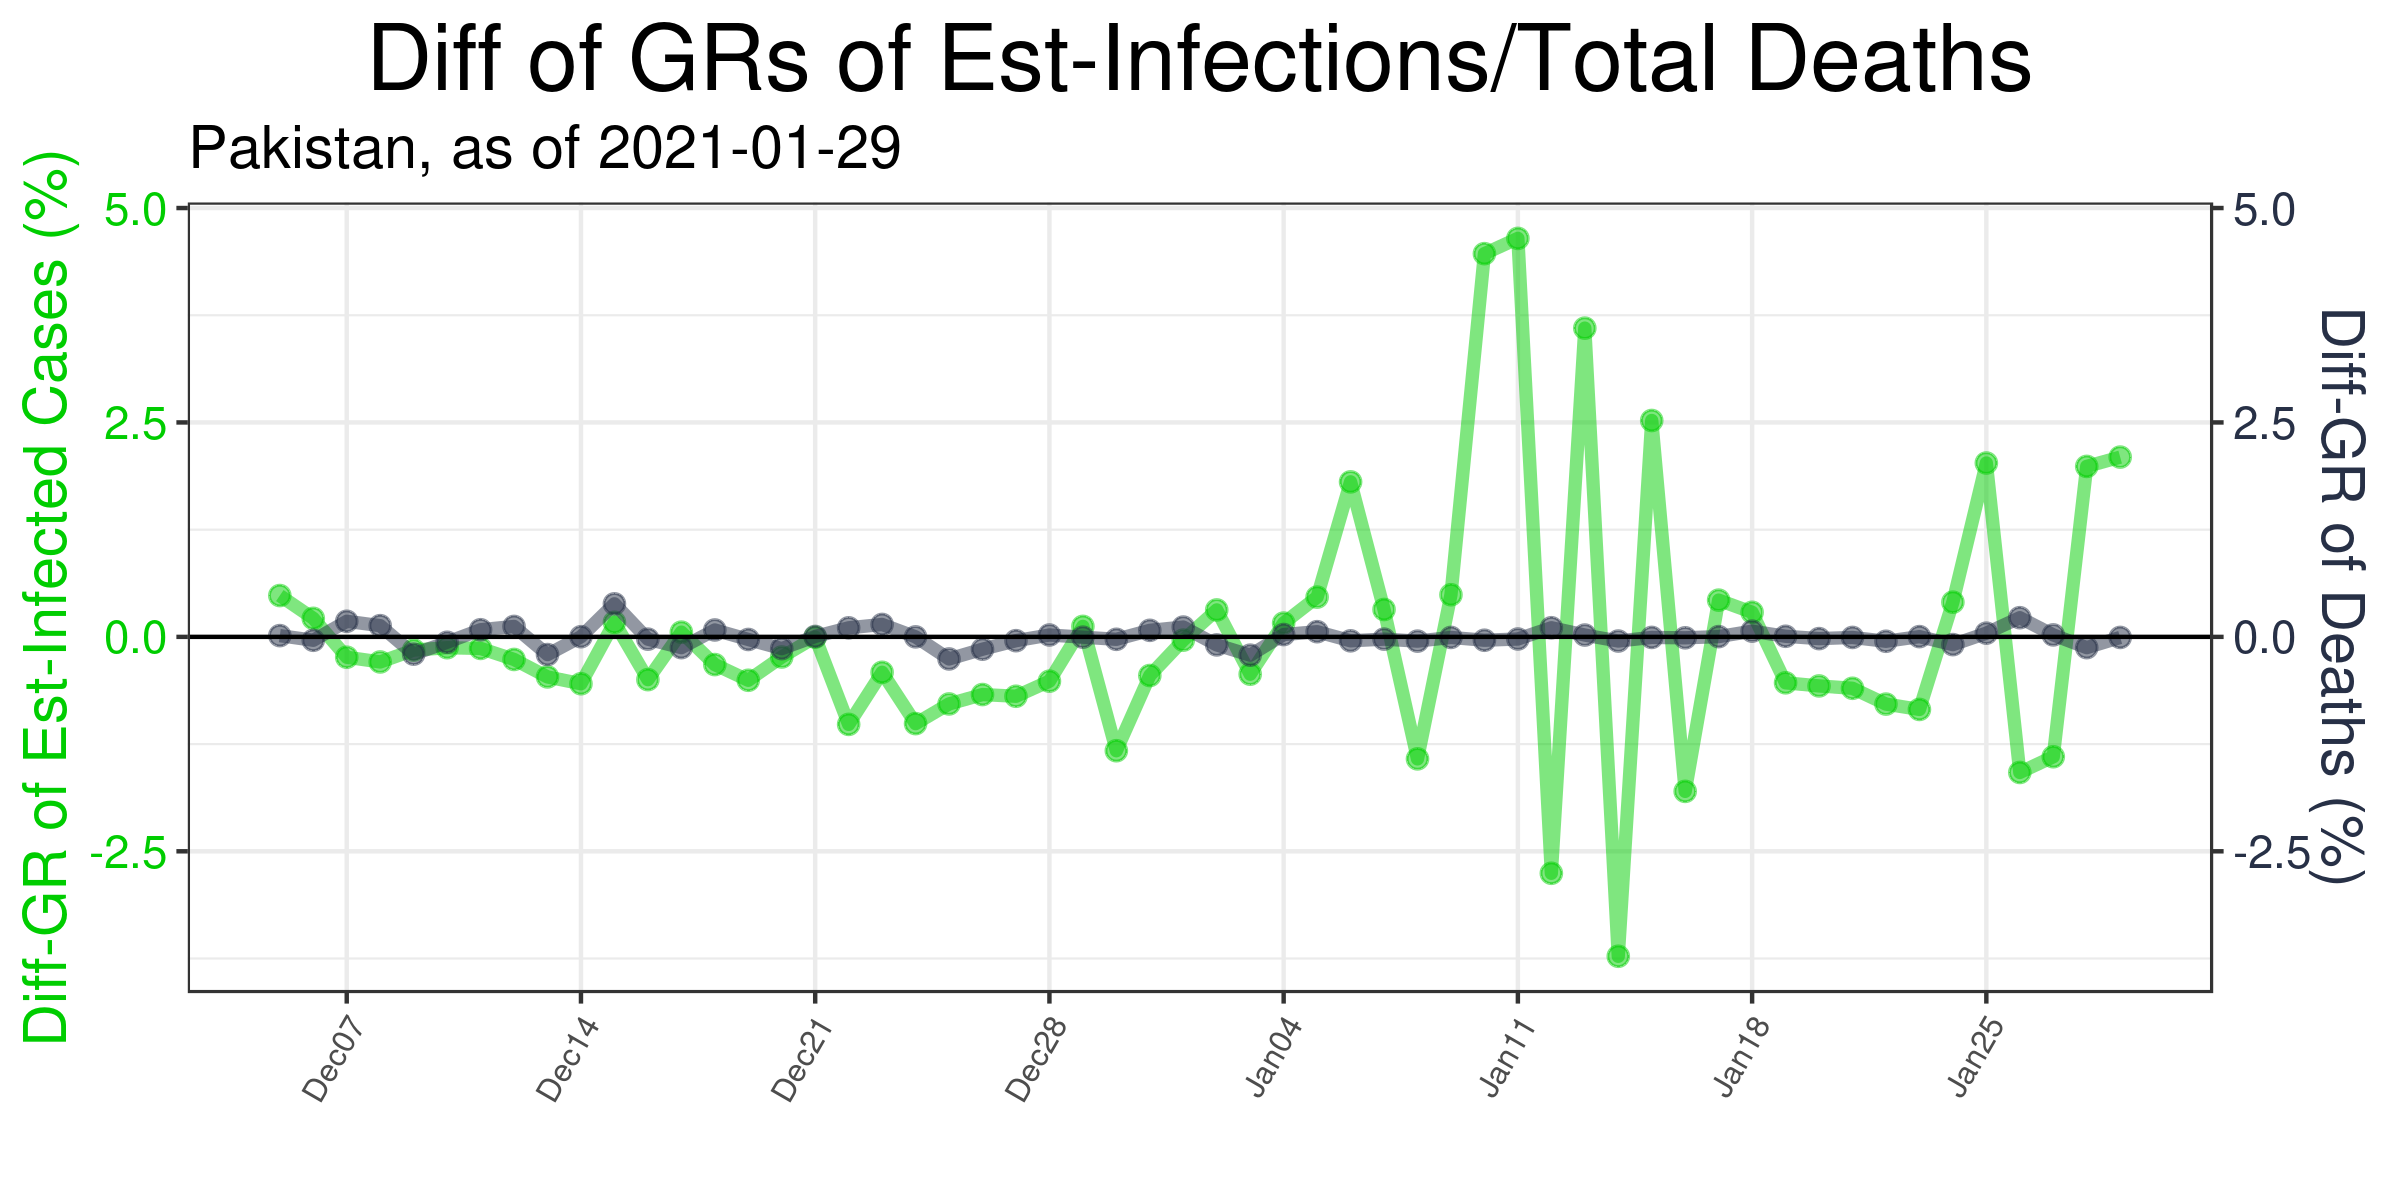 Diff of GRs of Est-Infections/Total Deaths
Pakistan, as of 2021-01-29
Diff-GR of Est-Infected Cases (%)
5.0
2.5
0.0
-2.5
5.0
2.5
0.0
-2.5
Diff-GR of Deaths (%)
Dec07
Dec14
Dec21
Dec28
Jan04
Jan11
Jan18
Jan25